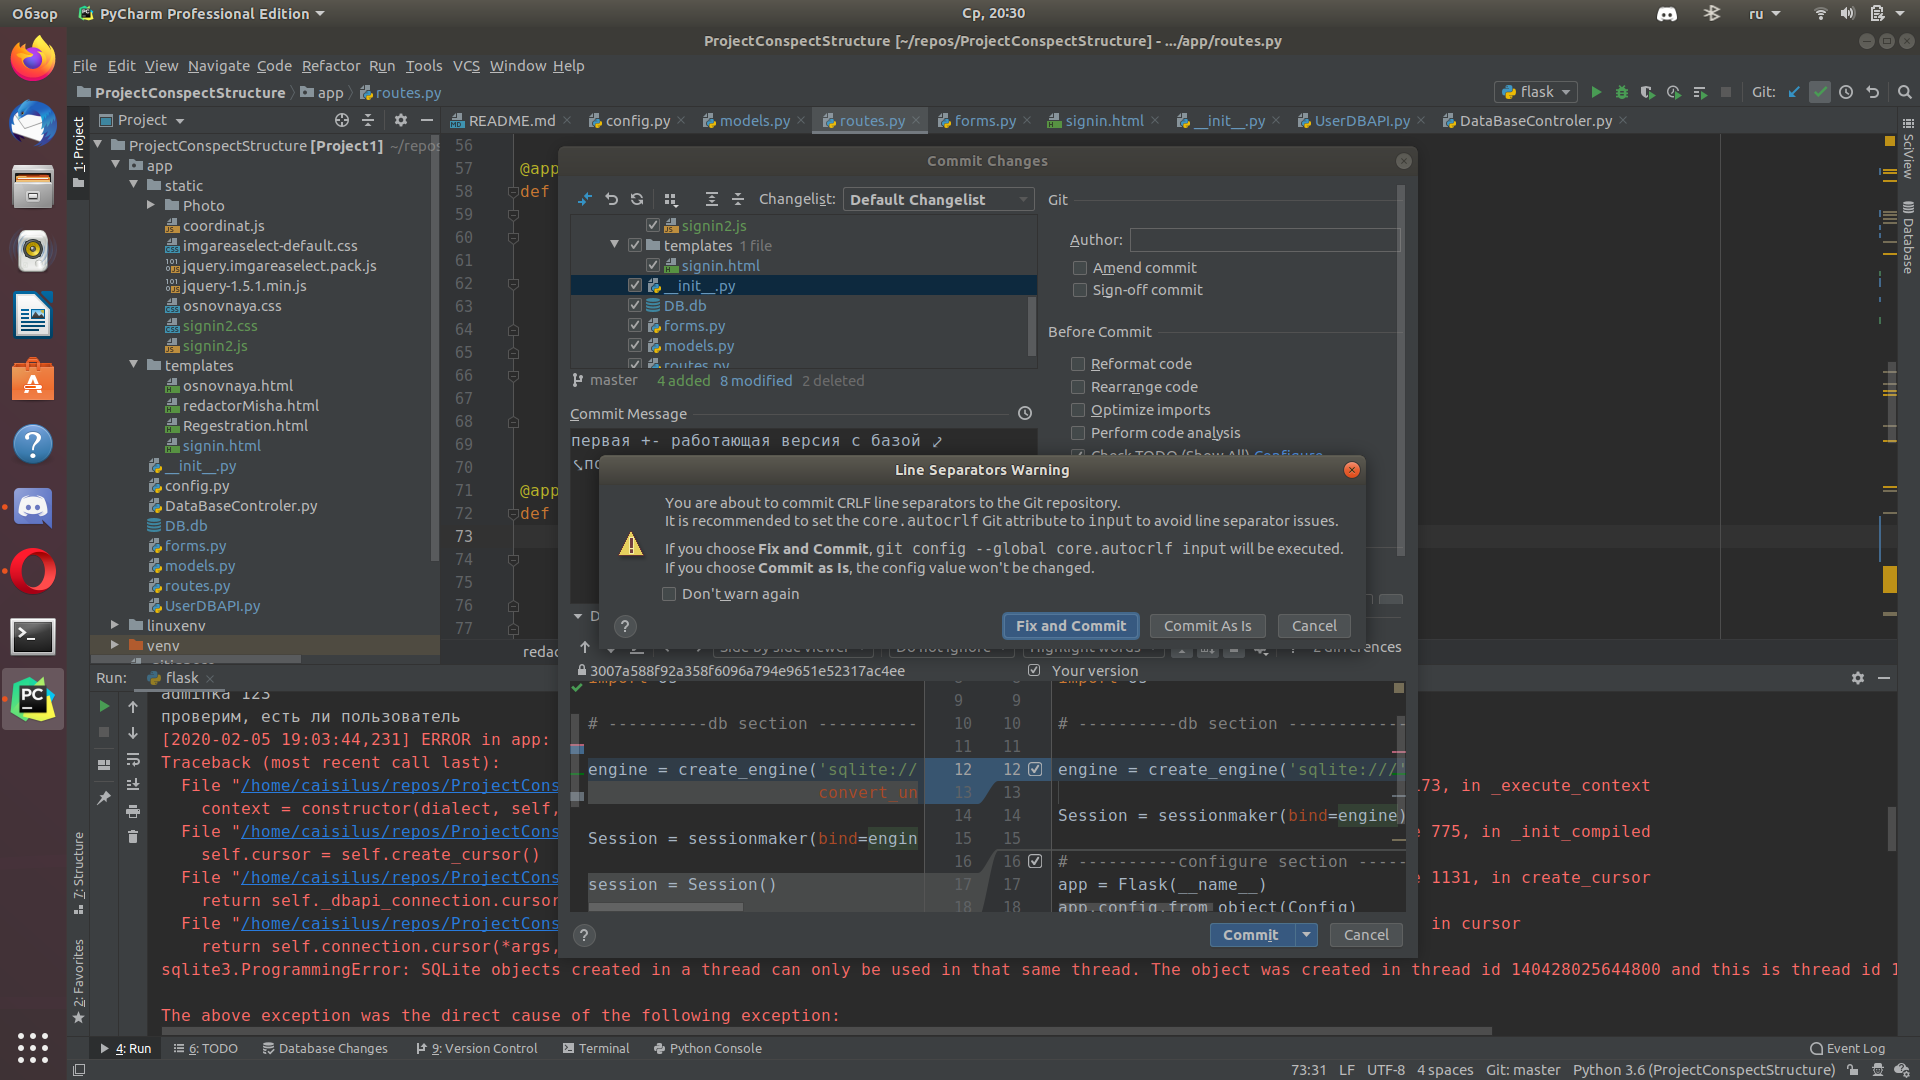 Обзор
PyCharm Professional Edition
Ср, 20:30
ru
ProjectConspectStructure [~/repos/ProjectConspectStructure] - .../app/routes.py
File Edit View Navigate Code Refactor Run Tools VCS Window Help
ProjectConspectStructure
app
routes.py
flask
Git:
Project
README.md
config.py
models.py
routes.py
forms.py
signin.html
__init__.py
UserDBAPI.py
DataBaseControler.py
1: Project
SciView
Database
ProjectConspectStructure [Project1] ~/repos
app
static
Photo
coordinat.js
imgareaselect-default.css
jquery.imgareaselect.pack.js
jquery-1.5.1.min.js
osnovnaya.css
signin2.css
signin2.js
templates
osnovnaya.html
redactorMisha.html
Regestration.html
signin.html
__init__.py
config.py
DataBaseControler.py
DB.db
forms.py
models.py
routes.py
UserDBAPI.py
linuxenv
venv
56
57 @app
58 def
59
60
61
62
63
64
65
66
67
68
69
70
71 @app
72 def
73
74
75
76
77
redac
Commit Changes
Changelist: Default Changelist
signin2.js
templates 1 file
signin.html
__init__.py
DB.db
forms.py
models.py
routes.py
master 4 added 8 modified 2 deleted
Commit Message
первая +- работающая версия с базой
Git
Author:
Amend commit
Sign-off commit
Before Commit
Reformat code
Rearrange code
Optimize imports
Perform code analysis
Check TODO (Show All) Configure
Line Separators Warning
You are about to commit CRLF line separators to the Git repository.
It is recommended to set the core.autocrlf Git attribute to input to avoid line separator issues.
If you choose Fix and Commit, git config --global core.autocrlf input will be executed.
If you choose Commit as Is, the config value won't be changed.
Don't warn again
Fix and Commit
Commit As Is
Cancel
Side by side viewer
Do not ignore
Highlight words
2 differences
3007a588f92a358f6096a794e9651e52317ac4ee
Your version
9 9
# ----------db section ---------- 10 10 # ----------db section ------------
11 11
engine = create_engine('sqlite:// 12 12 engine = create_engine('sqlite:///'
convert_un 13 13
14 14 Session = sessionmaker(bind=engine)
Session = sessionmaker(bind=engin 15 15
16 16 # ----------configure section -----
session = Session() 17 17 app = Flask(__name__)
18 18 app.config.from_object(Config)
Commit
Cancel
Run:
flask
adminka 123
проверим, есть ли пользователь
[2020-02-05 19:03:44,231] ERROR in app:
Traceback (most recent call last):
File "/home/caisilus/repos/ProjectCons 73, in _execute_context
context = constructor(dialect, self,
File "/home/caisilus/repos/ProjectCons 775, in _init_compiled
self.cursor = self.create_cursor()
File "/home/caisilus/repos/ProjectCons 1131, in create_cursor
return self._dbapi_connection.cursor
File "/home/caisilus/repos/ProjectCons in cursor
return self.connection.cursor(*args,
sqlite3.ProgrammingError: SQLite objects created in a thread can only be used in that same thread. The object was created in thread id 140428025644800 and this is thread id 1
The above exception was the direct cause of the following exception:
7: Structure
2: Favorites
4: Run
6: TODO
Database Changes
9: Version Control
Terminal
Python Console
Event Log
73:31 LF UTF-8 4 spaces Git: master Python 3.6 (ProjectConspectStructure)